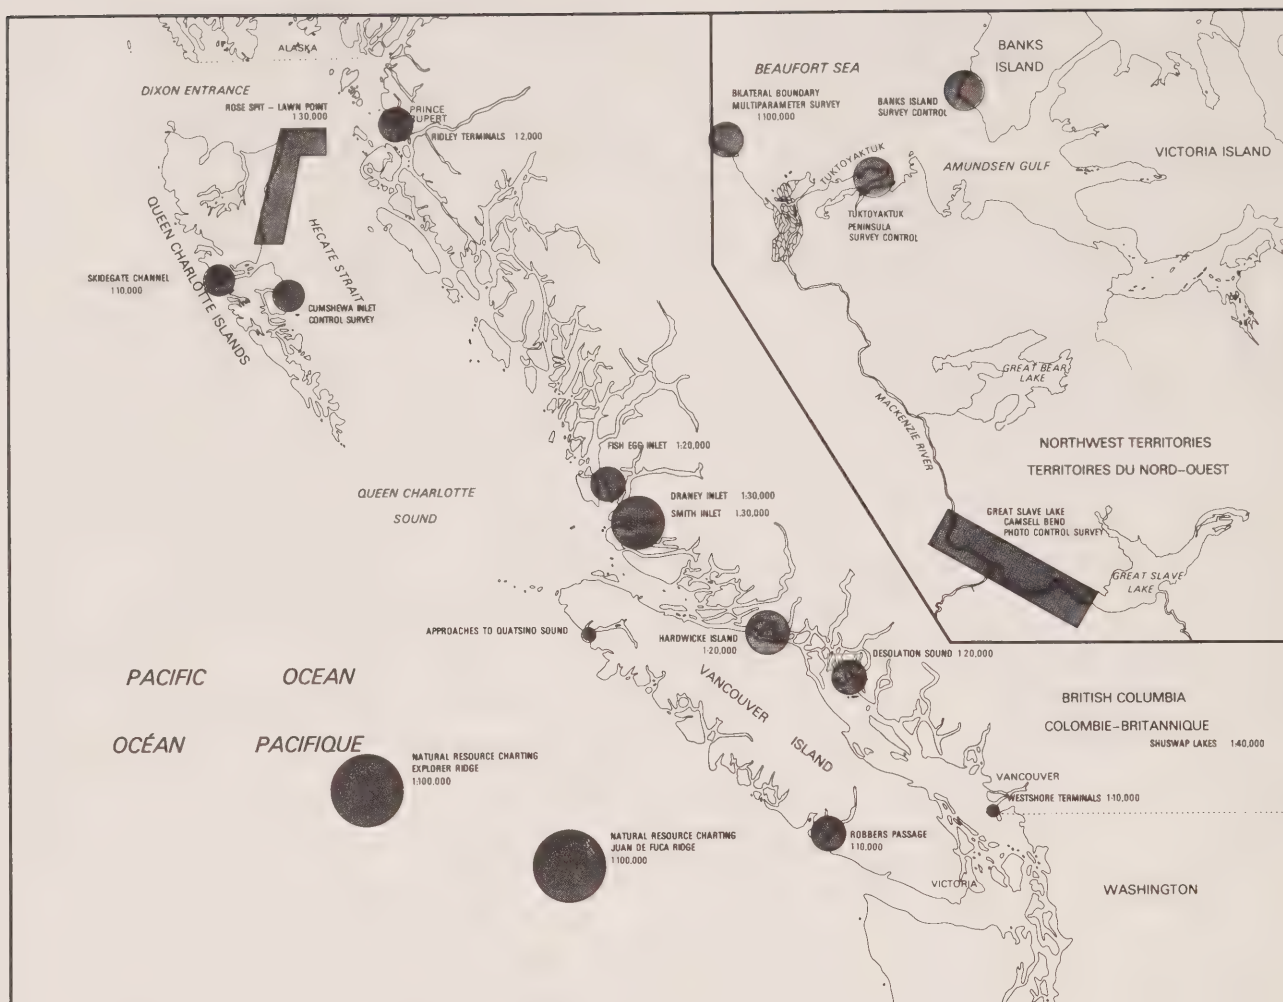 ALASKA
DIXON ENTRANCE
ROSE SPIT – LAWN POINT
1:30,000
PRINCE
RUPERT
RIDLEY TERMINALS 1:2,000
QUEEN CHARLOTTE ISLANDS
HECATE STRAIT
SKIDEGATE CHANNEL
1:10,000
CUMSHEWA INLET
CONTROL SURVEY
FISH EGG INLET 1:20,000
QUEEN CHARLOTTE
SOUND
DRANEY INLET 1:30,000
SMITH INLET 1:30,000
APPROACHES TO QUATSINO SOUND
HARDWICKE ISLAND
1:20,000
DESOLATION SOUND 1:20,000
VANCOUVER
ISLAND
PACIFIC OCEAN
OCÉAN PACIFIQUE
NATURAL RESOURCE CHARTING
EXPLORER RIDGE
1:100,000
NATURAL RESOURCE CHARTING
JUAN DE FUCA RIDGE
1:100,000
ROBBERS PASSAGE
1:10,000
VICTORIA
VANCOUVER
WESTSHORE TERMINALS 1:10,000
WASHINGTON
BRITISH COLUMBIA
COLOMBIE–BRITANNIQUE
SHUSWAP LAKES 1:40,000
BEAUFORT SEA
BILATERAL BOUNDARY
MULTIPARAMETER SURVEY
1:100,000
BANKS
ISLAND
BANKS ISLAND
SURVEY CONTROL
VICTORIA ISLAND
AMUNDSEN GULF
TUKTOYAKTUK
TUKTOYAKTUK
PENINSULA
SURVEY CONTROL
GREAT BEAR
LAKE
MACKENZIE RIVER
NORTHWEST TERRITORIES
TERRITOIRES DU NORD–OUEST
GREAT SLAVE LAKE
CAMSELL BEND
PHOTO CONTROL SURVEY
GREAT SLAVE
LAKE